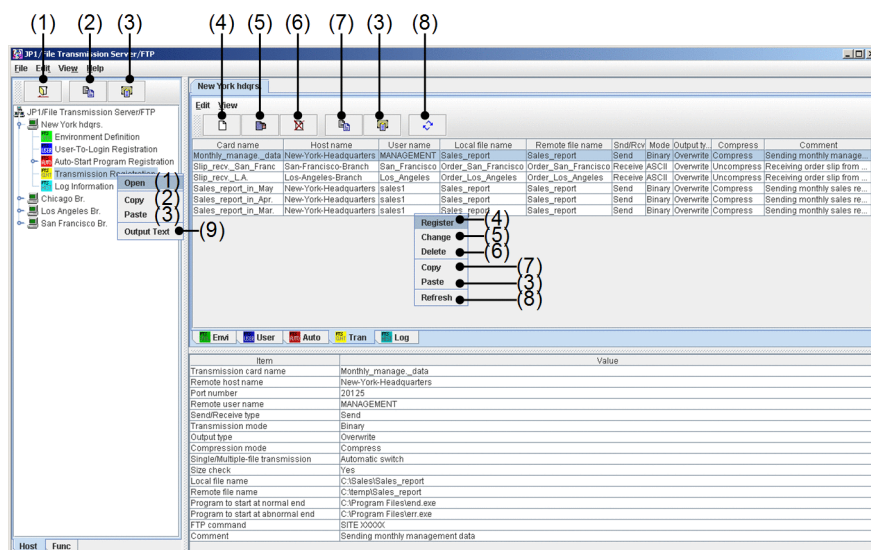 (1) (2) (3) (4) (5) (6) (7) (3) (8)
JP1/File Transmission Server/FTP
File Edit View Help
New York hdqrs.
Edit View
JP1/File Transmission Server/FTP
New York hdqrs.
Environment Definition
User-To-Login Registration
Auto-Start Program Registration
Transmission Registration
Log Information
Chicago Br.
Los Angeles Br.
San Francisco Br.
Open (1)
Copy (2)
Paste (3)
Output Text (9)
Card name Host name User name Local file name Remote file name Snd/Rcv Mode Output ty... Compress Comment
Monthly_manage._data New-York-Headquarters MANAGEMENT Sales_report Sales_report Send Binary Overwrite Compress Sending monthly manage...
Slip_recv._San_Franc San-Francisco-Branch San_Francisco Order_San_Francisco Order_San_Francisco Receive ASCII Overwrite Uncompress Receiving order slip from ...
Slip_recv._L.A. Los-Angeles-Branch Los_Angeles Order_Los_Angeles Order_Los_Angeles Receive ASCII Overwrite Uncompress Receiving order slip from ...
Sales_report_in_May New-York-Headquarters sales1 Sales_report Sales_report Send Binary Overwrite Compress Sending monthly sales re...
Sales_report_in_Apr. New-York-Headquarters sales1 Sales_report Sales_report Send Binary Overwrite Compress Sending monthly sales re...
Sales_report_in_Mar. New-York-Headquarters sales1 Sales_report Sales_report Send Binary Overwrite Compress Sending monthly sales re...
Register (4)
Change (5)
Delete (6)
Copy (7)
Paste (3)
Refresh (8)
Envi User Auto Tran Log
Item Value
Transmission card name Monthly_manage._data
Remote host name New-York-Headquarters
Port number 20125
Remote user name MANAGEMENT
Send/Receive type Send
Transmission mode Binary
Output type Overwrite
Compression mode Compress
Single/Multiple-file transmission Automatic switch
Size check Yes
Local file name C:\Sales\Sales_report
Remote file name C:\temp\Sales_report
Program to start at normal end C:\Program Files\end.exe
Program to start at abnormal end C:\Program Files\err.exe
FTP command SITE XXXXX
Comment Sending monthly management data
Host Func